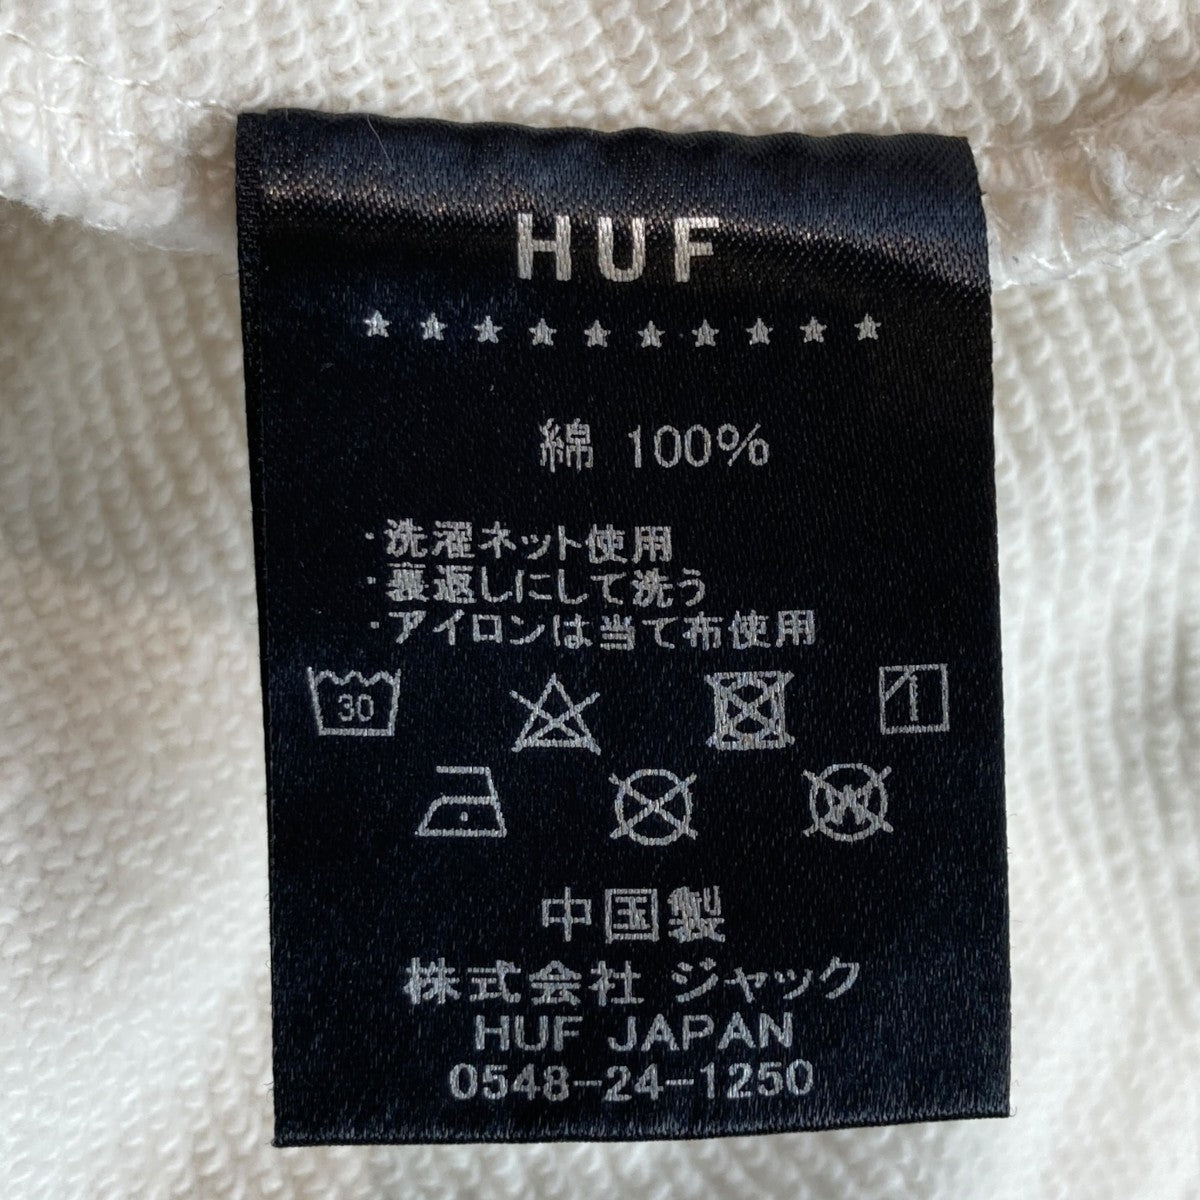 HUF
★★★★★★★★★★
綿 100%
・洗濯ネット使用
・裏返しにして洗う
・アイロンは当て布使用
30
W
中国製
株式会社 ジャック
HUF JAPAN
0548-24-1250